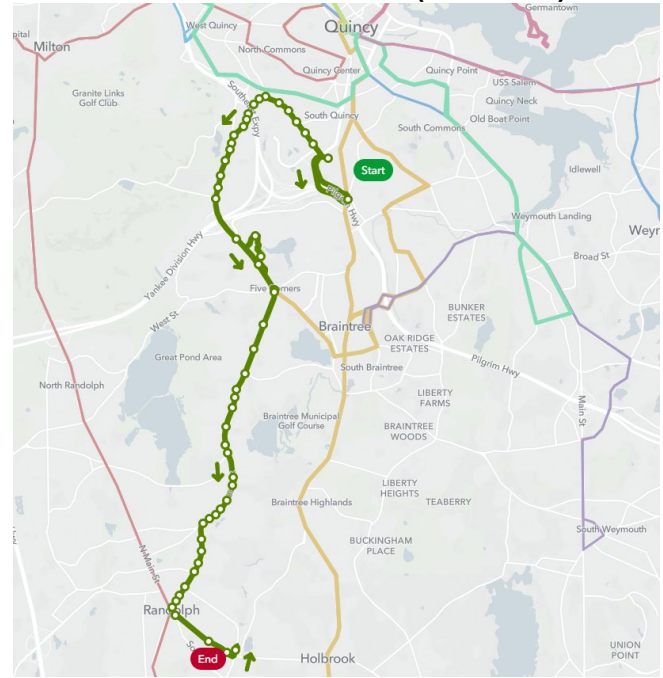 Germantown
West Quincy
Quincy
Milton
North Commons
Quincy Center
Quincy Point
USS Salem
Granite Links
Golf Club
Quincy Neck
Old Boat Point
South Quincy
South Commons
Start
Idlewell
Weymouth Landing
Yankee Division Hwy
Broad St
Five Corners
West St
BUNKER
ESTATES
Braintree
OAK RIDGE
ESTATES
Great Pond Area
South Braintree
Pilgrim Hwy
North Randolph
LIBERTY
FARMS
Main St
Braintree Municipal
Golf Course
BRAINTREE
WOODS
LIBERTY
HEIGHTS
TEABERRY
Braintree Highlands
South Weymouth
BUCKINGHAM
PLACE
N Main St
Randolph
End
Holbrook
UNION
POINT